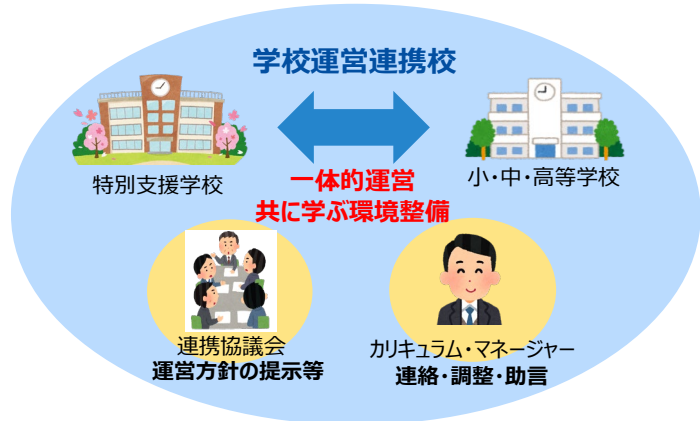 学校運営連携校
特別支援学校
小・中・高等学校
一体的運営
共に学ぶ環境整備
連携協議会
運営方針の提示等
カリキュラム・マネージャー
連絡・調整・助言